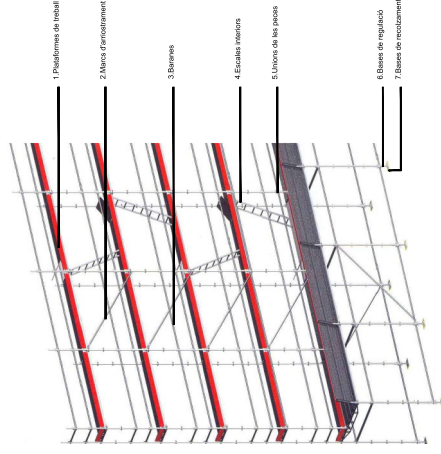 1.Plataformes de treball
2.Marcs d'arriostrament
3.Baranes
4.Escales interiors
5.Unions de les peces
6.Bases de regulació
7.Bases de recolzament